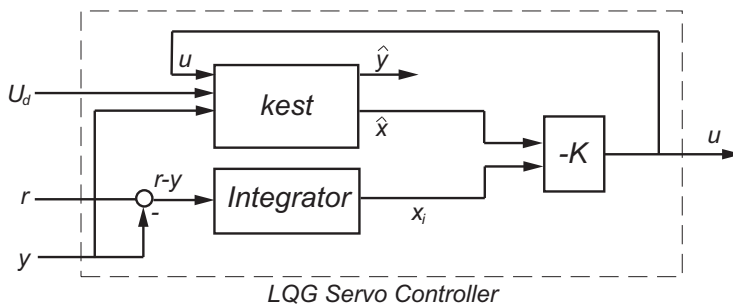 u
ŷ
U_d
kest
x̂
-K
u
r-y
r
-
Integrator
x_i
y
LQG Servo Controller